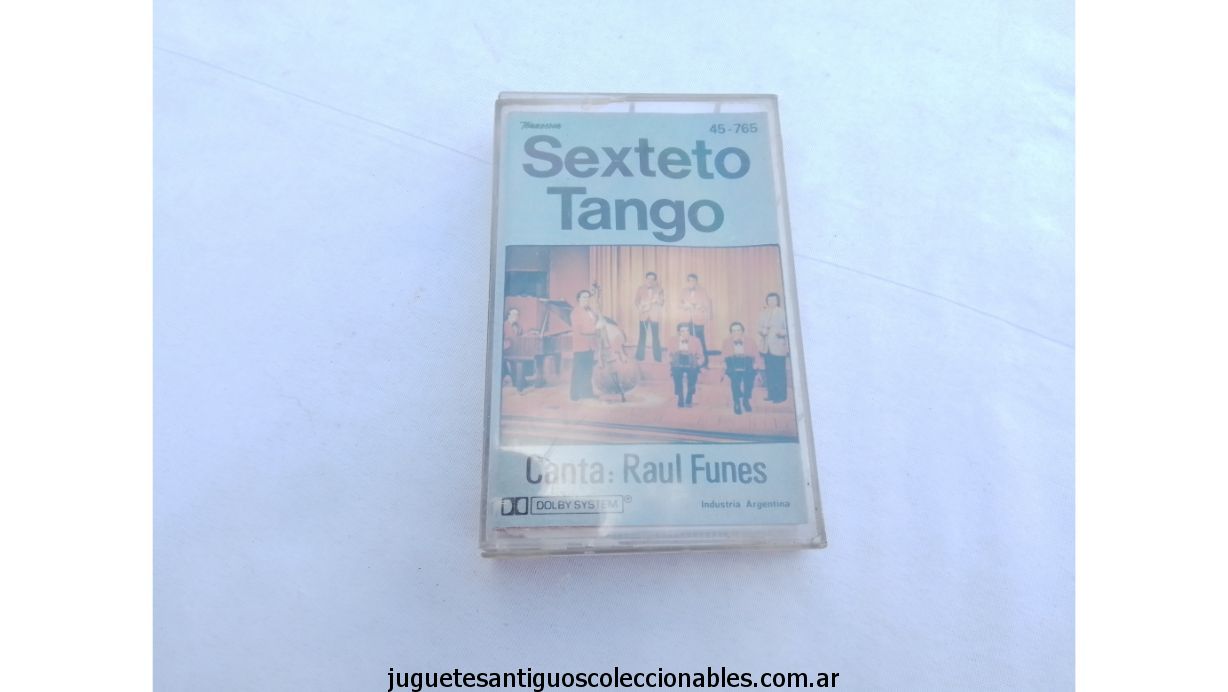 45-765
Sexteto
Tango
Canta: Raul Funes
DOLBY SYSTEM®
Industria Argentina
juguetesantiguoscoleccionables.com.ar